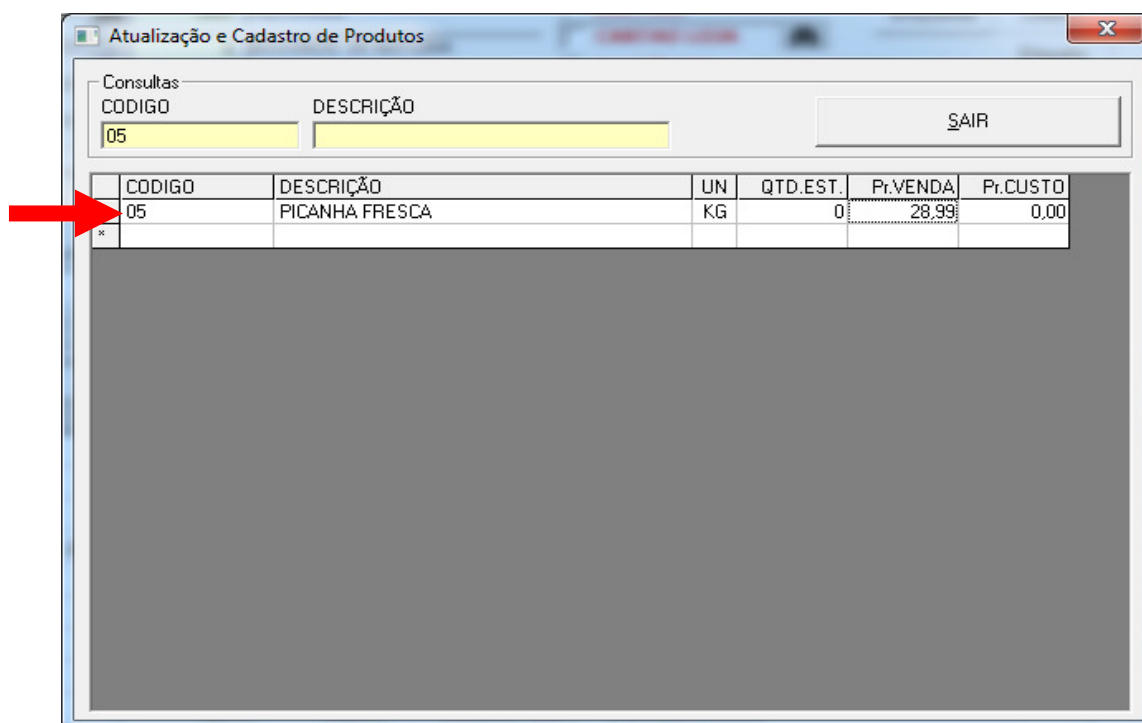 Atualização e Cadastro de Produtos
Consultas
CODIGO DESCRIÇÃO
05
SAIR
CODIGO DESCRIÇÃO UN QTD.EST. Pr.VENDA Pr.CUSTO
05 PICANHA FRESCA KG 0 28,99 0,00
*